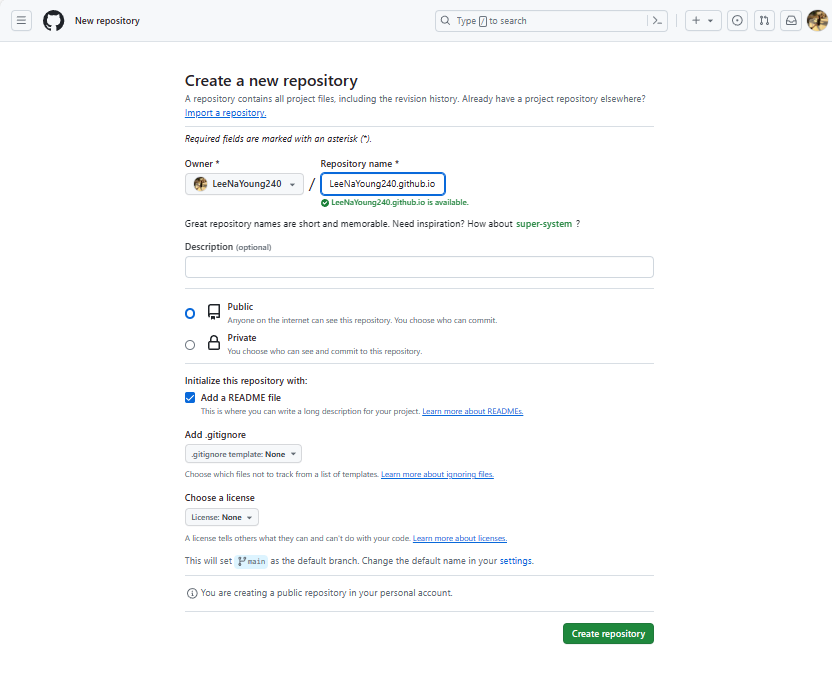 New repository
Type / to search
Create a new repository
A repository contains all project files, including the revision history. Already have a project repository elsewhere?
Import a repository.
Required fields are marked with an asterisk (*).
Owner *
Repository name *
LeeNaYoung240
/
LeeNaYoung240.github.io
LeeNaYoung240.github.io is available.
Great repository names are short and memorable. Need inspiration? How about super-system ?
Description (optional)
Public
Anyone on the internet can see this repository. You choose who can commit.
Private
You choose who can see and commit to this repository.
Initialize this repository with:
Add a README file
This is where you can write a long description for your project. Learn more about READMEs.
Add .gitignore
.gitignore template: None
Choose which files not to track from a list of templates. Learn more about ignoring files.
Choose a license
License: None
A license tells others what they can and can't do with your code. Learn more about licenses.
This will set main as the default branch. Change the default name in your settings.
You are creating a public repository in your personal account.
Create repository